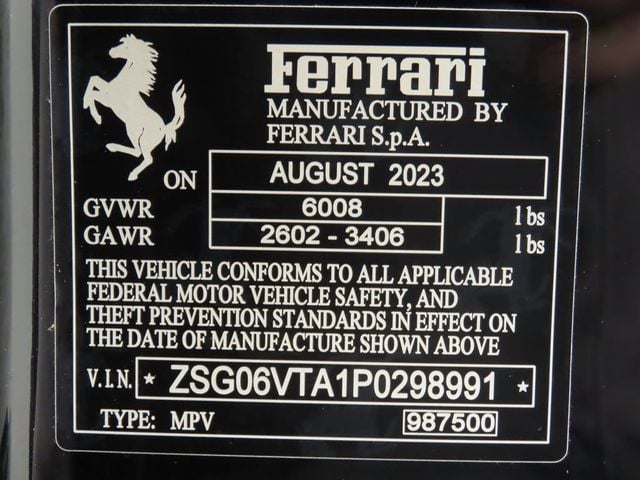 Ferrari
MANUFACTURED BY
FERRARI S.p.A.
ON AUGUST 2023
GVWR 6008 lbs
GAWR 2602 - 3406 lbs
THIS VEHICLE CONFORMS TO ALL APPLICABLE
FEDERAL MOTOR VEHICLE SAFETY, AND
THEFT PREVENTION STANDARDS IN EFFECT ON
THE DATE OF MANUFACTURE SHOWN ABOVE
V.I.N. * ZSG06VTA1P0298991 *
TYPE: MPV 987500